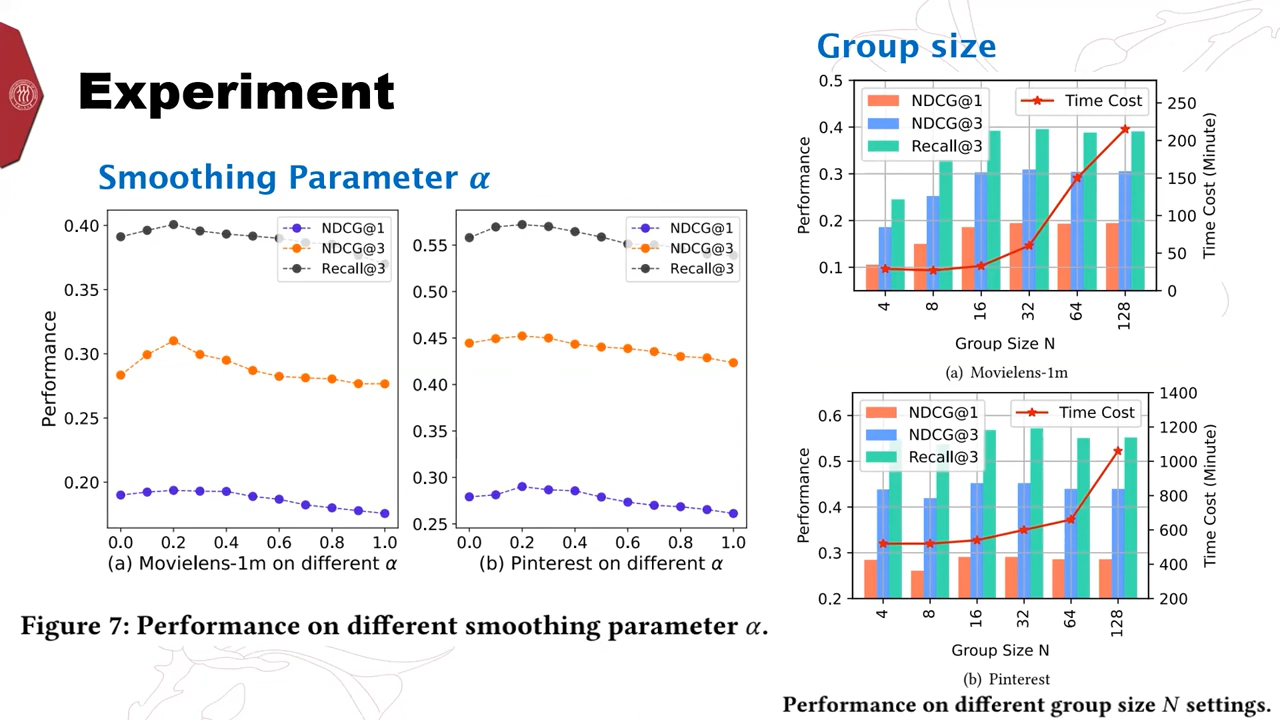 Experiment
Smoothing Parameter α
Performance
0.40
0.35
0.30
0.25
0.20
NDCG@1
NDCG@3
Recall@3
0.0 0.2 0.4 0.6 0.8 1.0
(a) Movielens-1m on different α
0.55
0.50
0.45
0.40
0.35
0.30
0.25
NDCG@1
NDCG@3
Recall@3
0.0 0.2 0.4 0.6 0.8 1.0
(b) Pinterest on different α
Figure 7: Performance on different smoothing parameter α.
Group size
Performance
0.5
0.4
0.3
0.2
0.1
NDCG@1
NDCG@3
Recall@3
Time Cost
250
200
150
100
50
0
Time Cost (Minute)
4 8 16 32 64 128
Group Size N
(a) Movielens-1m
Performance
0.6
0.5
0.4
0.3
0.2
NDCG@1
NDCG@3
Recall@3
Time Cost
1400
1200
1000
800
600
400
200
Time Cost (Minute)
4 8 16 32 64 128
Group Size N
(b) Pinterest
Performance on different group size N settings.